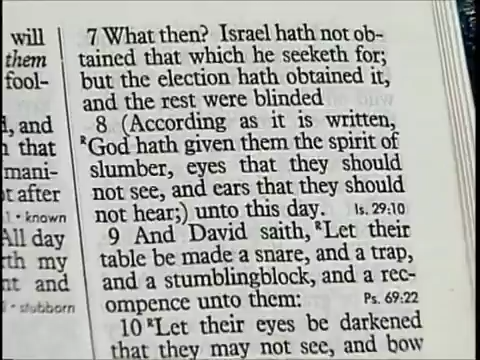 will
them
fool-
d, and
n that
mani-
ot after
1 • known
All day
rth my
nt and
l • stubborn
7 What then? Israel hath not ob-
tained that which he seeketh for;
but the election hath obtained it,
and the rest were blinded
8 (According as it is written,
RGod hath given them the spirit of
slumber, eyes that they should
not see, and ears that they should
not hear;) unto this day. Is. 29:10
9 And David saith, RLet their
table be made a snare, and a trap,
and a stumblingblock, and a rec-
ompence unto them: Ps. 69:22
10 RLet their eyes be darkened
that they may not see, and bow